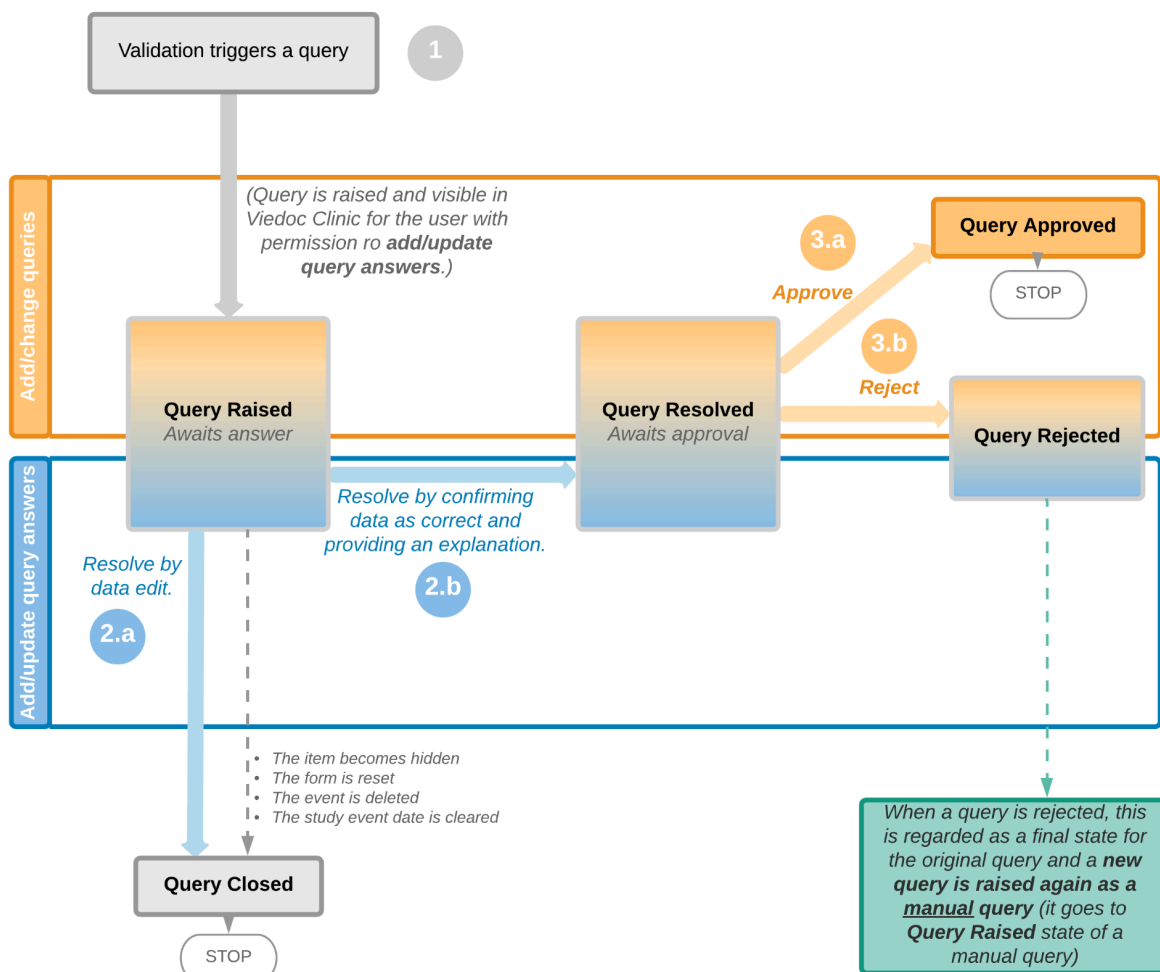 Validation triggers a query
1
(Query is raised and visible in
Viedoc Clinic for the user with
permission ro add/update
query answers.)
Add/change queries
3.a
Approve
Query Approved
STOP
3.b
Reject
Query Raised
Awaits answer
Query Resolved
Awaits approval
Query Rejected
Add/update query answers
Resolve by confirming
data as correct and
providing an explanation.
2.b
Resolve by
data edit.
2.a
• The item becomes hidden
• The form is reset
• The event is deleted
• The study event date is cleared
Query Closed
STOP
When a query is rejected, this
is regarded as a final state for
the original query and a new
query is raised again as a
manual query (it goes to
Query Raised state of a
manual query)